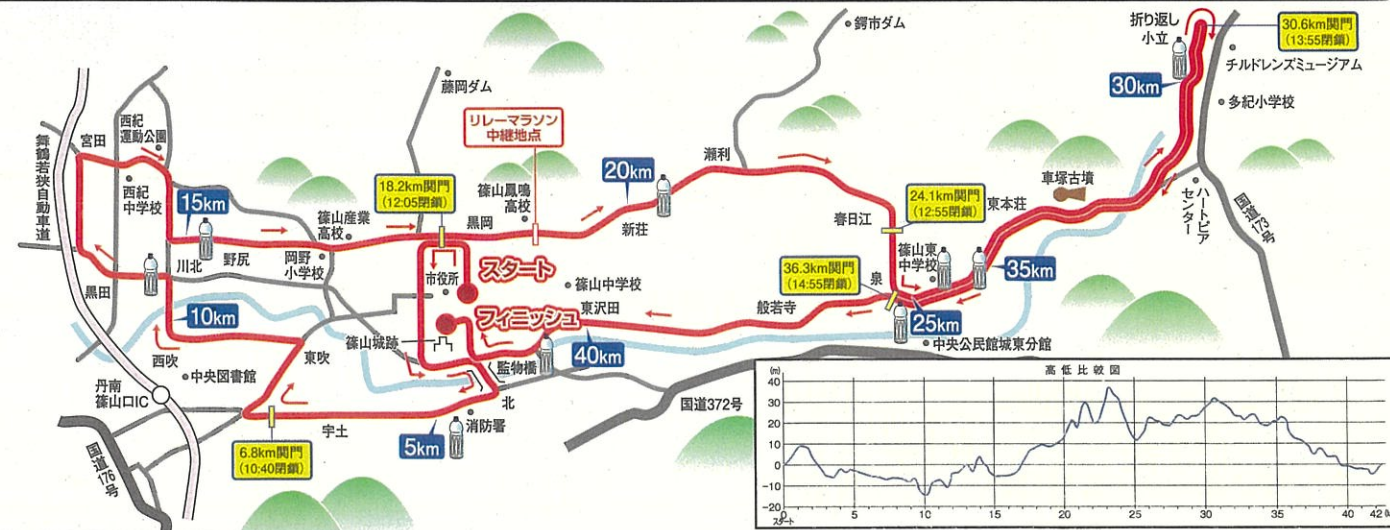 折り返し
小立
30.6km関門
(13:55閉鎖)
チルドレンズミュージアム
30km
多紀小学校
鍔市ダム
藤岡ダム
リレーマラソン
中継地点
舞鶴若狭自動車道
宮田
西紀
運動公園
西紀
中学校
15km
川北
野尻
篠山産業
高校
岡野
小学校
18.2km関門
(12:05閉鎖)
黒岡
篠山鳳鳴
高校
20km
新荘
瀬利
春日江
24.1km関門
(12:55閉鎖)
東本荘
車塚古墳
ハートピア
センター
国道173号
篠山東
中学校
35km
36.3km関門
(14:55閉鎖)
泉
25km
般若寺
中央公民館城東分館
市役所
スタート
フィニッシュ
篠山中学校
東沢田
40km
監物橋
篠山城跡
黒田
10km
西吹
東吹
中央図書館
丹南
篠山口IC
国道176号
6.8km関門
(10:40閉鎖)
宇土
5km
消防署
北
国道372号
高低比較図
(m)
40
30
20
10
0
-10
-20
0
5
10
15
20
25
30
35
40
42
スタート